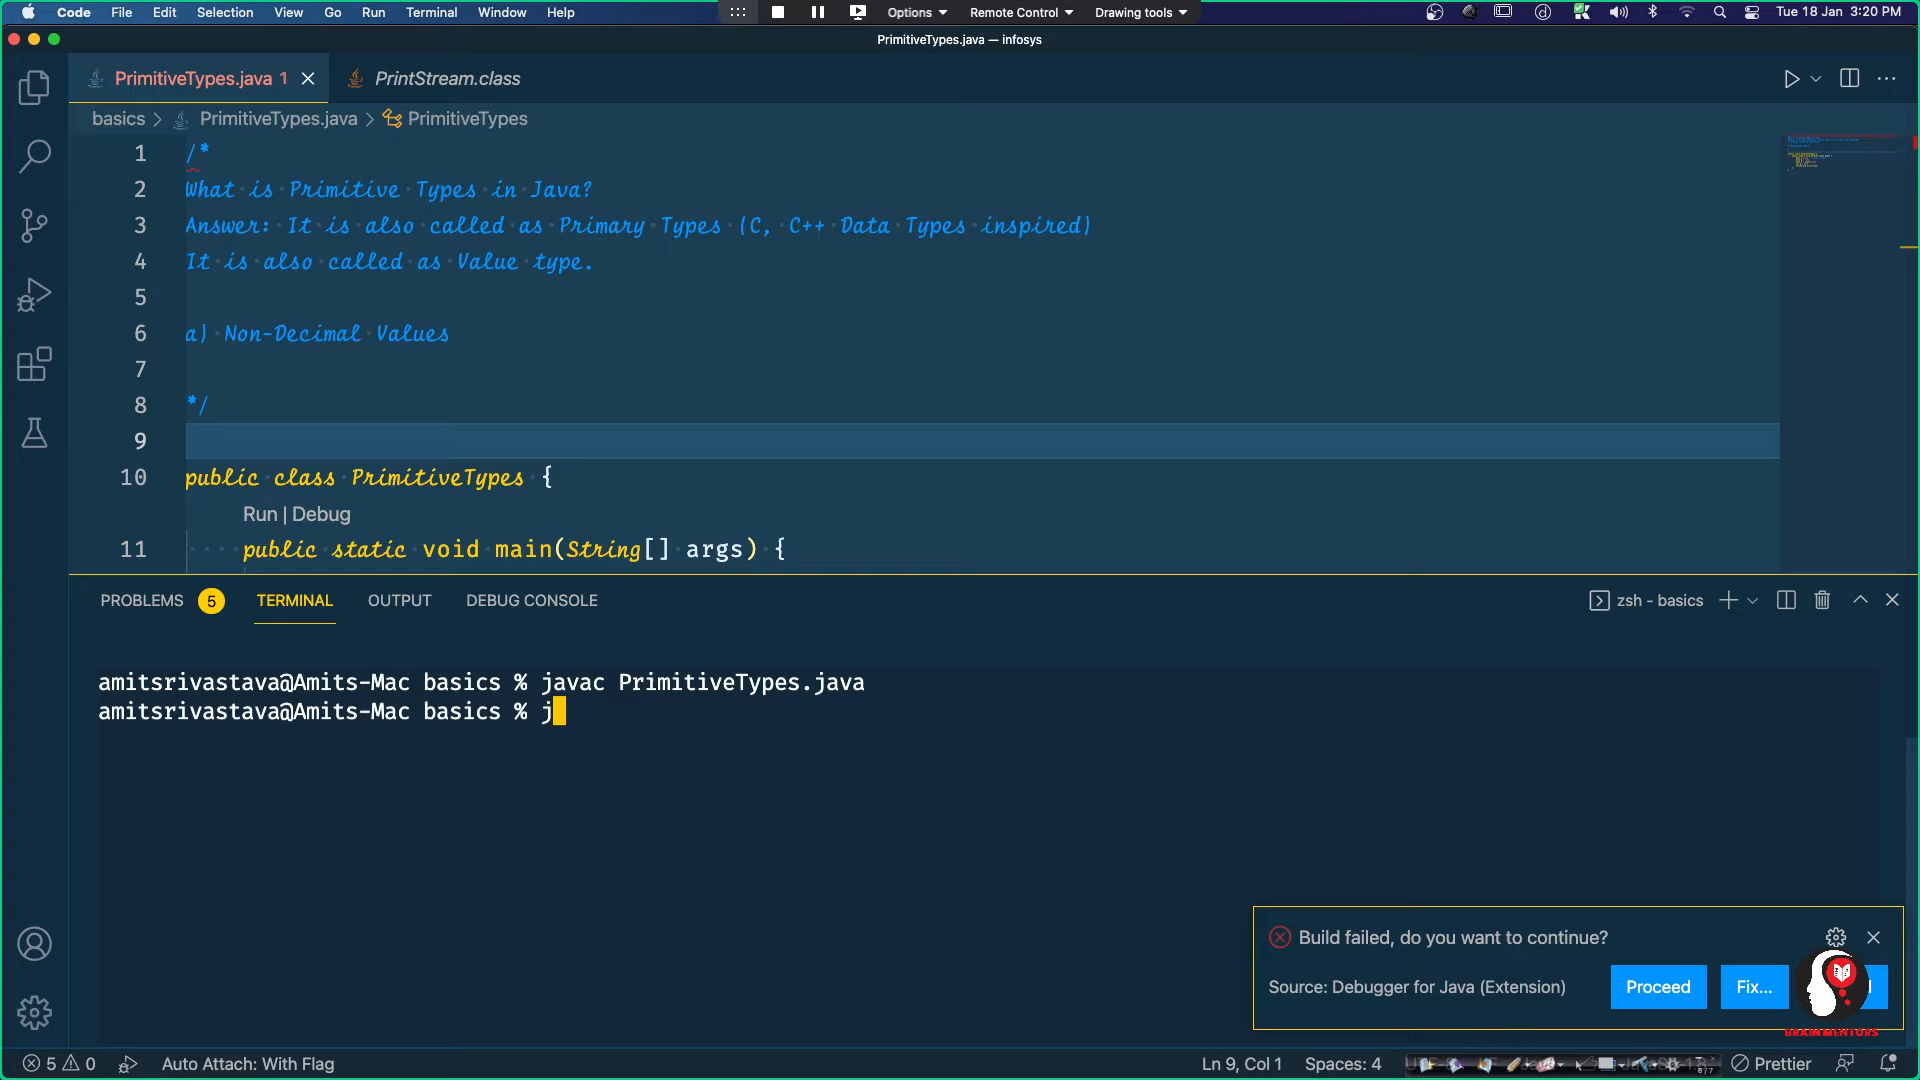 Code File Edit Selection View Go Run Terminal Window Help Options Remote Control Drawing tools Tue 18 Jan 3:20 PM
PrimitiveTypes.java — infosys
PrimitiveTypes.java 1 PrintStream.class
basics > PrimitiveTypes.java > PrimitiveTypes
1 /*
2 What is Primitive Types in Java?
3 Answer: It is also called as Primary Types (C, C++ Data Types inspired)
4 It is also called as Value type.
5
6 a) Non-Decimal Values
7
8 */
9
10 public class PrimitiveTypes {
Run | Debug
11 public static void main(String[] args) {
PROBLEMS 5 TERMINAL OUTPUT DEBUG CONSOLE zsh - basics
amitsrivastava@Amits-Mac basics % javac PrimitiveTypes.java
amitsrivastava@Amits-Mac basics % j
Build failed, do you want to continue?
Source: Debugger for Java (Extension) Proceed Fix...
BRAIN MENTORS
5 0 Auto Attach: With Flag Ln 9, Col 1 Spaces: 4 Prettier